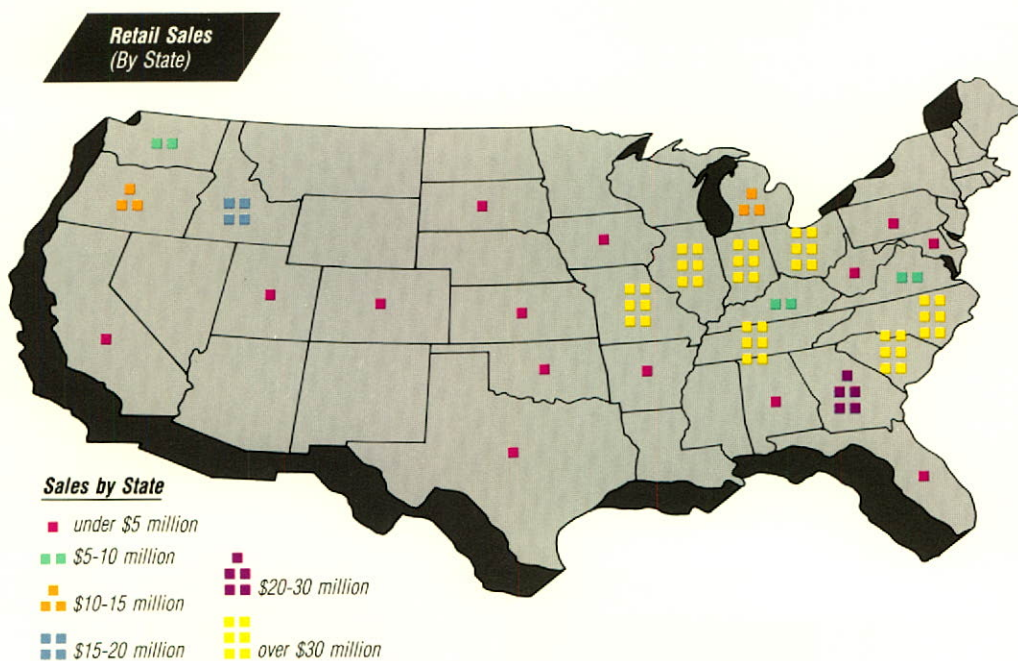 Retail Sales
(By State)
Sales by State
under $5 million
$5-10 million
$10-15 million
$15-20 million
$20-30 million
over $30 million